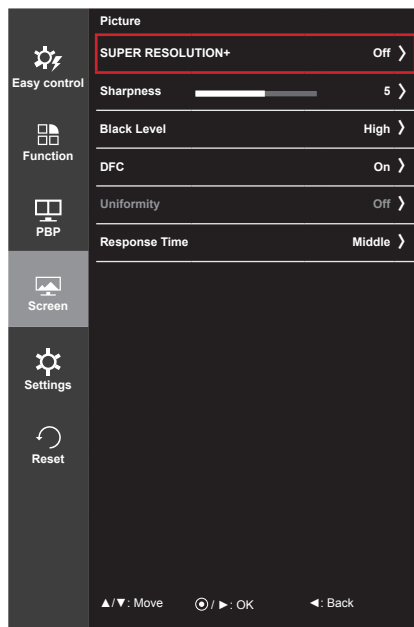 Picture
SUPER RESOLUTION+ Off ❯
Easy control
Sharpness 5 ❯
Black Level High ❯
Function
DFC On ❯
Uniformity Off ❯
PBP
Response Time Middle ❯
Screen
Settings
Reset
▲/▼: Move ⦿ / ►: OK ◄: Back